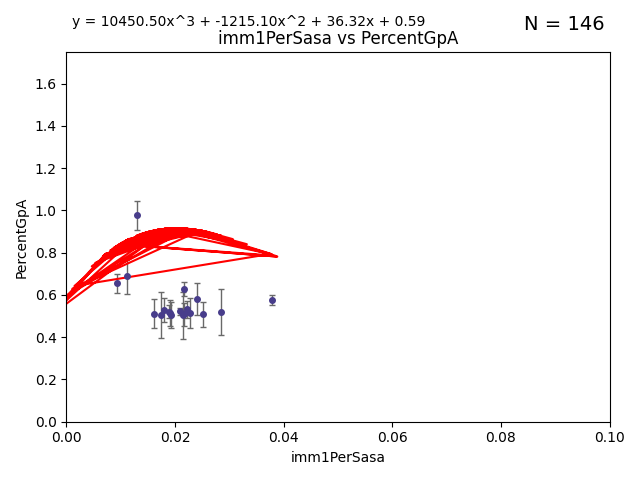 y = 10450.50x^3 + -1215.10x^2 + 36.32x + 0.59
N = 146
imm1PerSasa vs PercentGpA
PercentGpA
1.6
1.4
1.2
1.0
0.8
0.6
0.4
0.2
0.0
0.00 0.02 0.04 0.06 0.08 0.10
imm1PerSasa